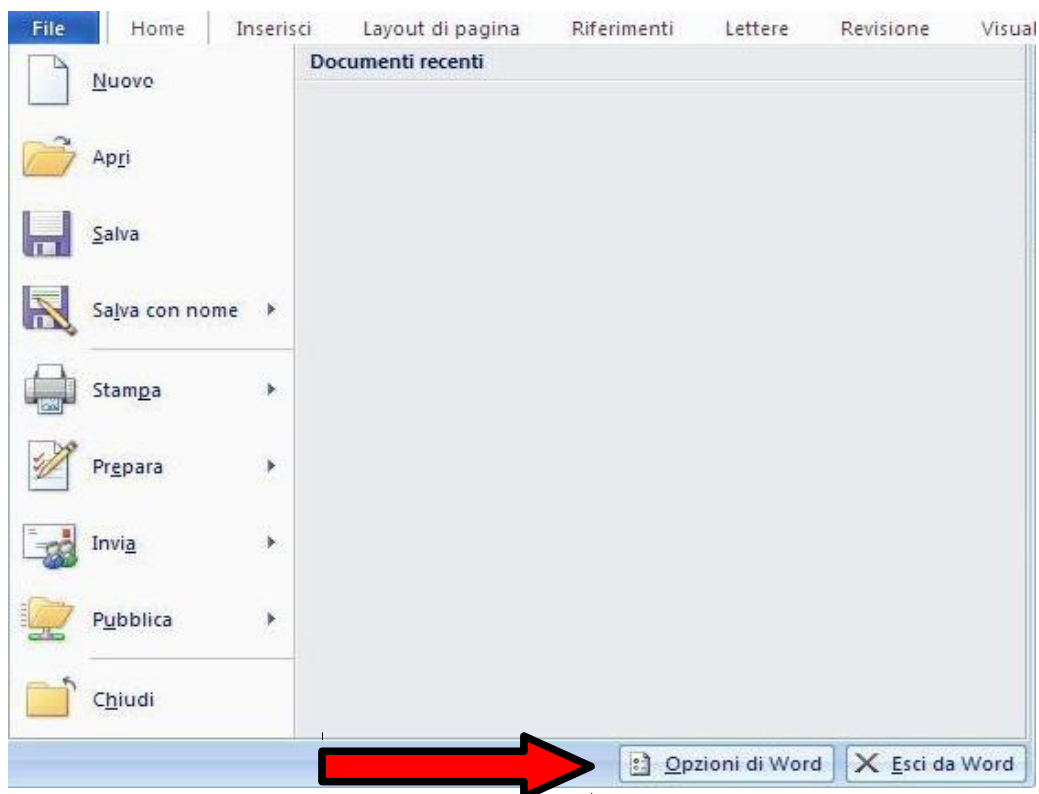 File Home Inserisci Layout di pagina Riferimenti Lettere Revisione Visual
Documenti recenti
Nuovo
Apri
Salva
Salva con nome
Stampa
Prepara
Invia
Pubblica
Chiudi
Opzioni di Word Esci da Word